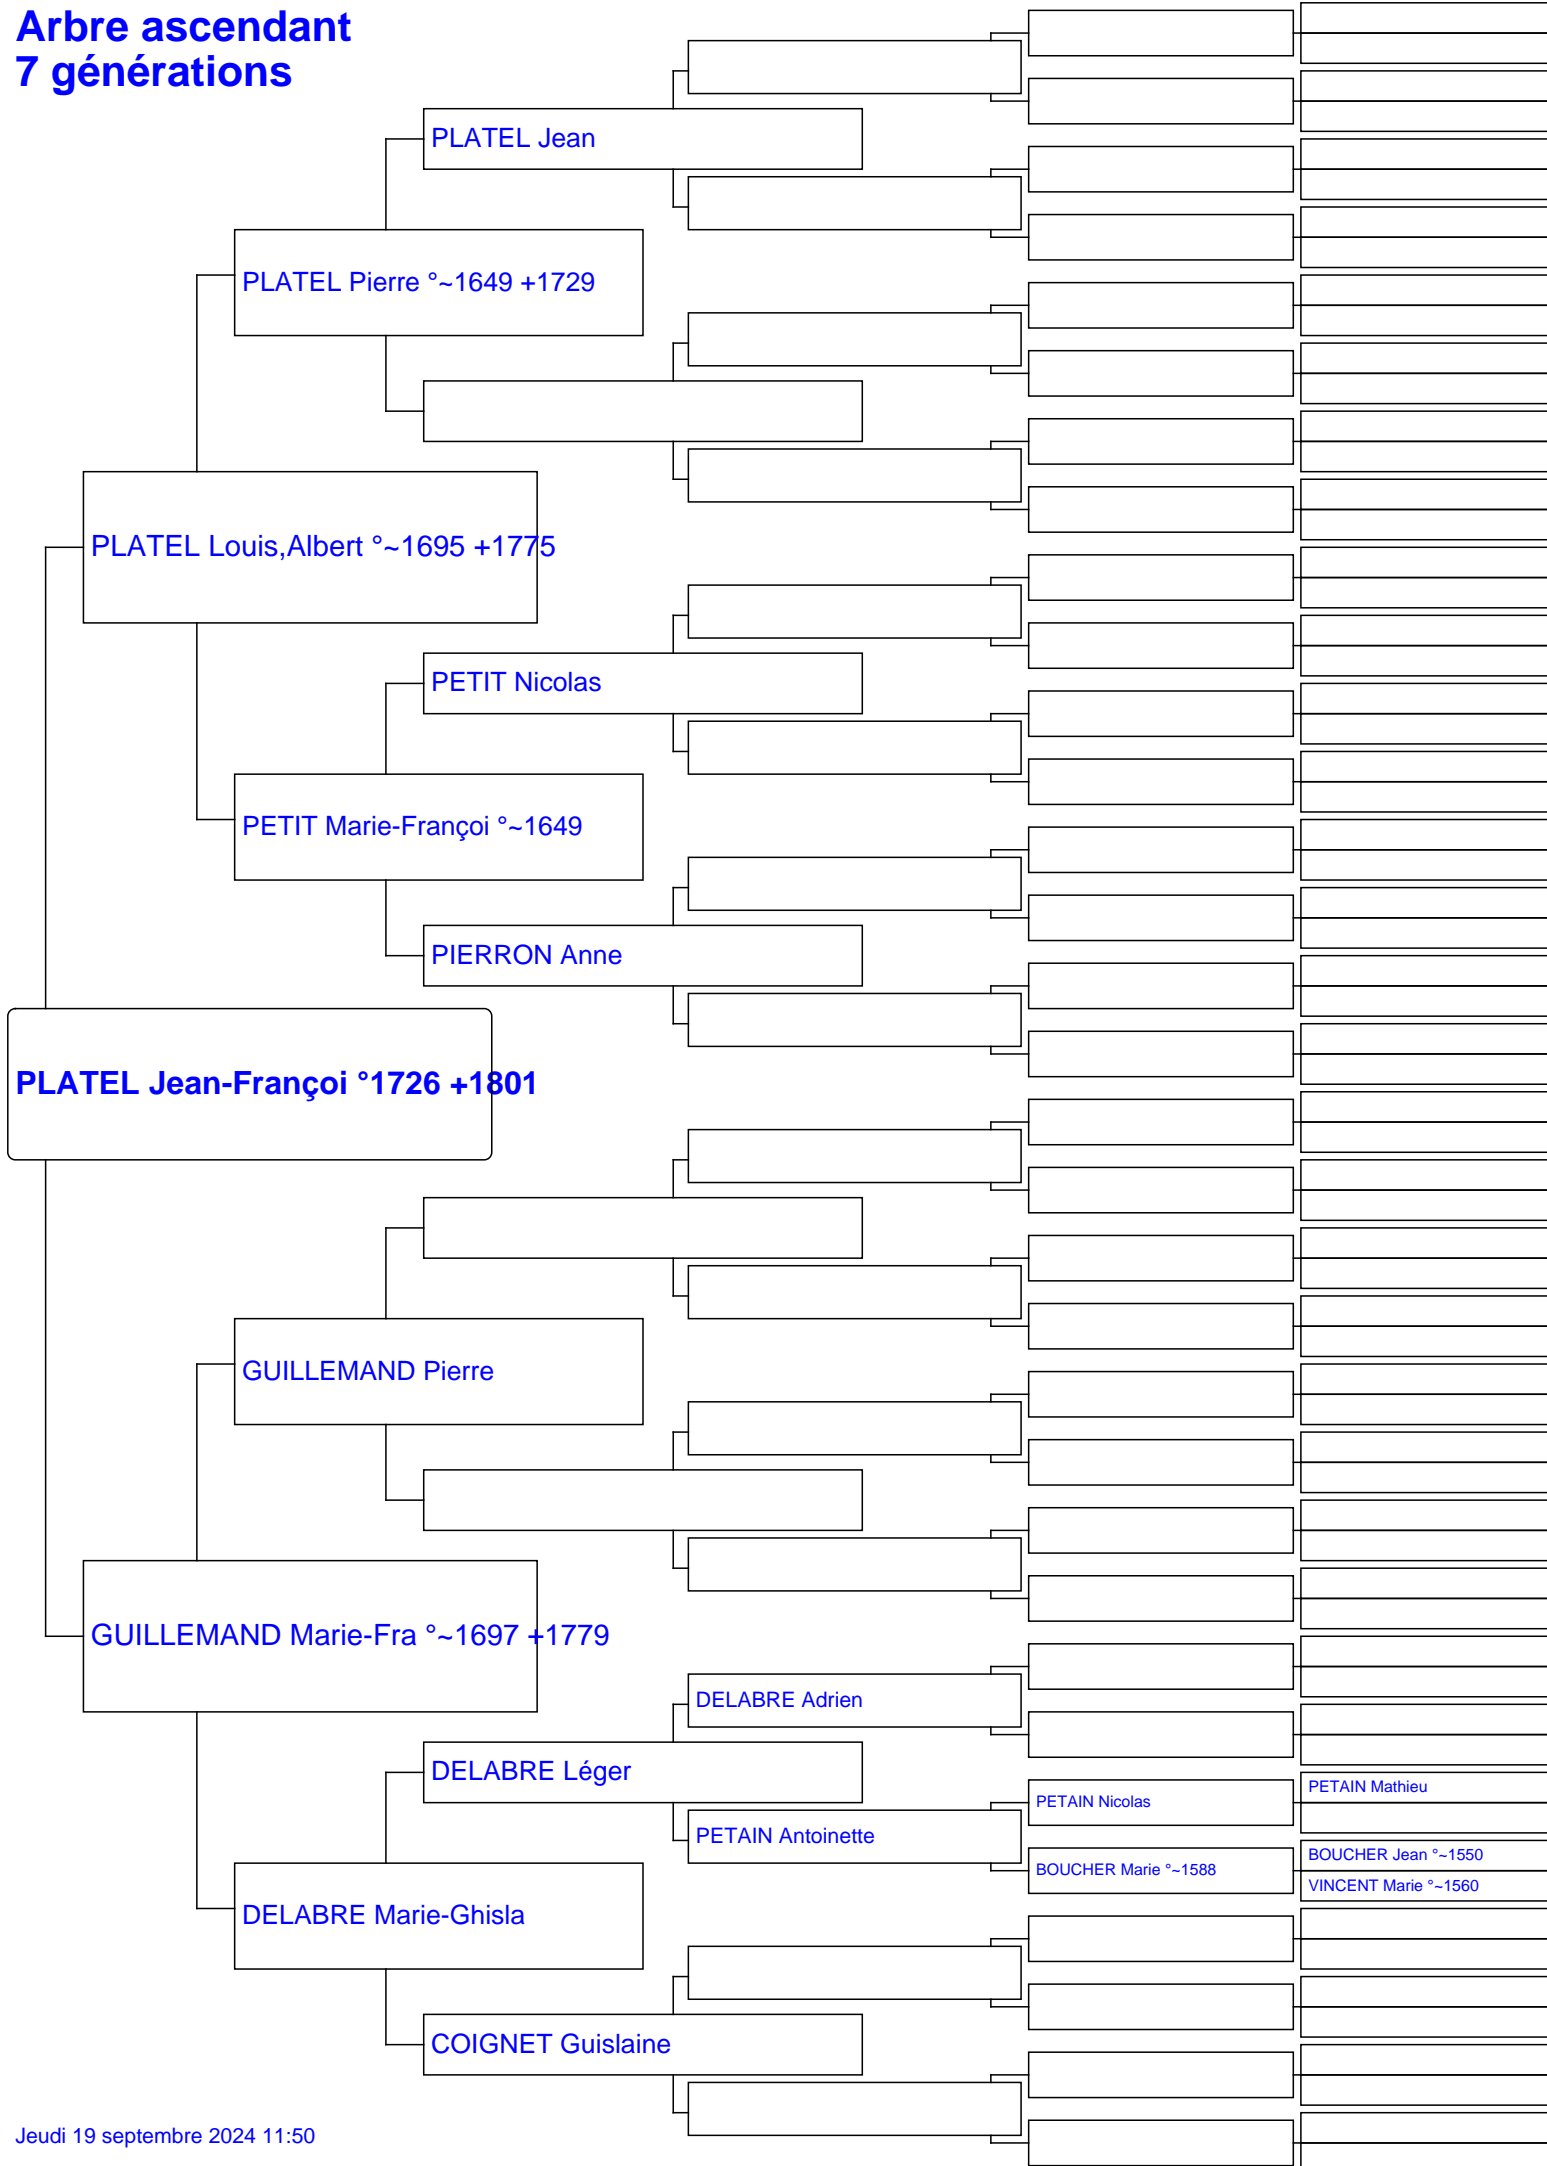 Arbre ascendant
7 générations
PLATEL Jean
PLATEL Pierre °~1649 +1729
PLATEL Louis,Albert °~1695 +1775
PETIT Nicolas
PETIT Marie-Françoi °~1649
PIERRON Anne
PLATEL Jean-Françoi °1726 +1801
GUILLEMAND Pierre
GUILLEMAND Marie-Fra °~1697 +1779
DELABRE Adrien
DELABRE Léger
PETAIN Mathieu
PETAIN Nicolas
PETAIN Antoinette
BOUCHER Jean °~1550
BOUCHER Marie °~1588
VINCENT Marie °~1560
DELABRE Marie-Ghisla
COIGNET Guislaine
Jeudi 19 septembre 2024 11:50